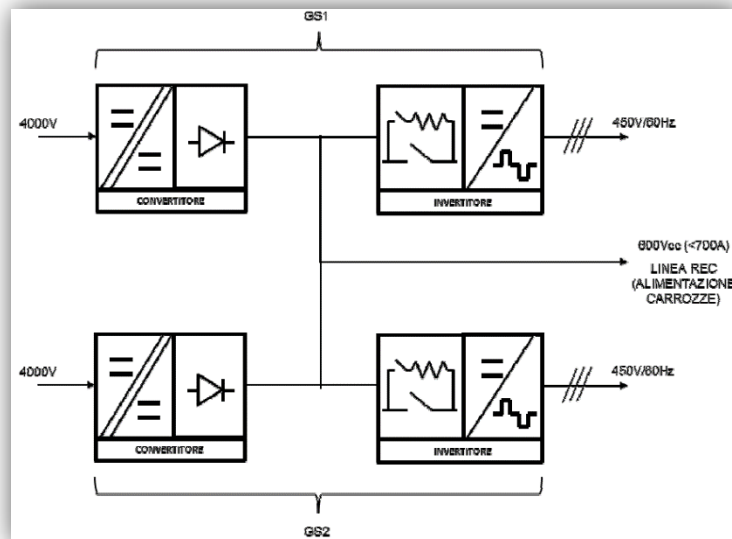 GS1
4000V
450V/60Hz
CONVERTITORE
INVERTITORE
600Vcc (<700A)
LINEA REC
(ALIMENTAZIONE
CARROZZE)
4000V
450V/60Hz
CONVERTITORE
INVERTITORE
GS2